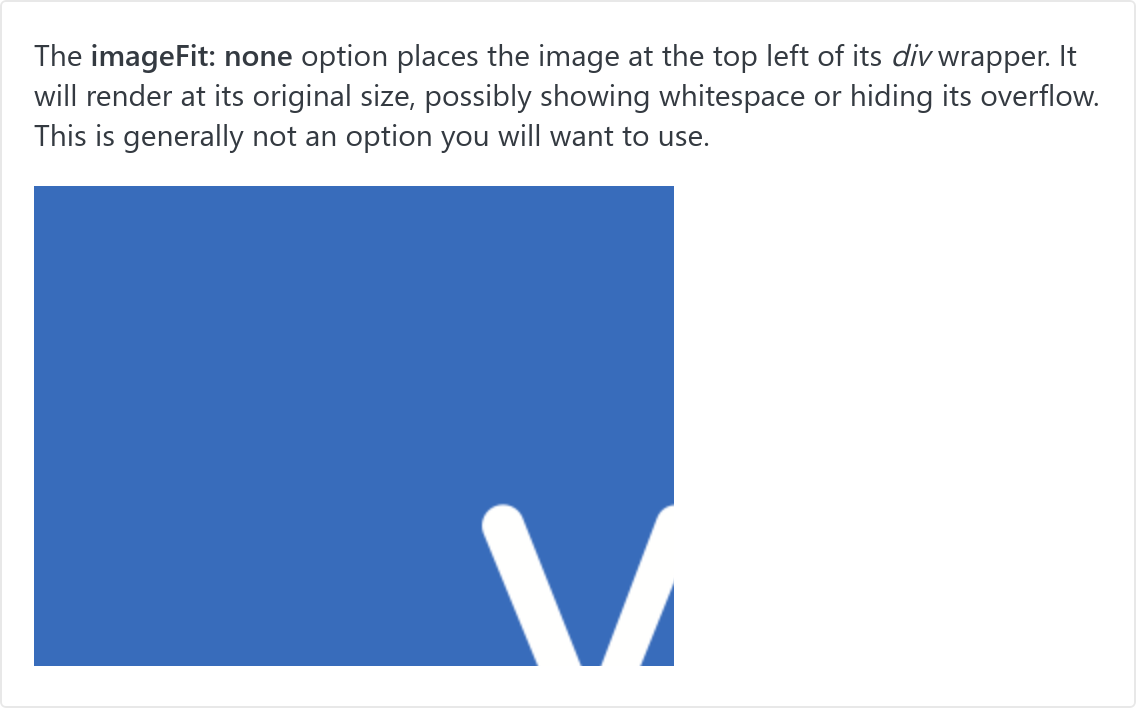 The imageFit: none option places the image at the top left of its div wrapper. It
will render at its original size, possibly showing whitespace or hiding its overflow.
This is generally not an option you will want to use.